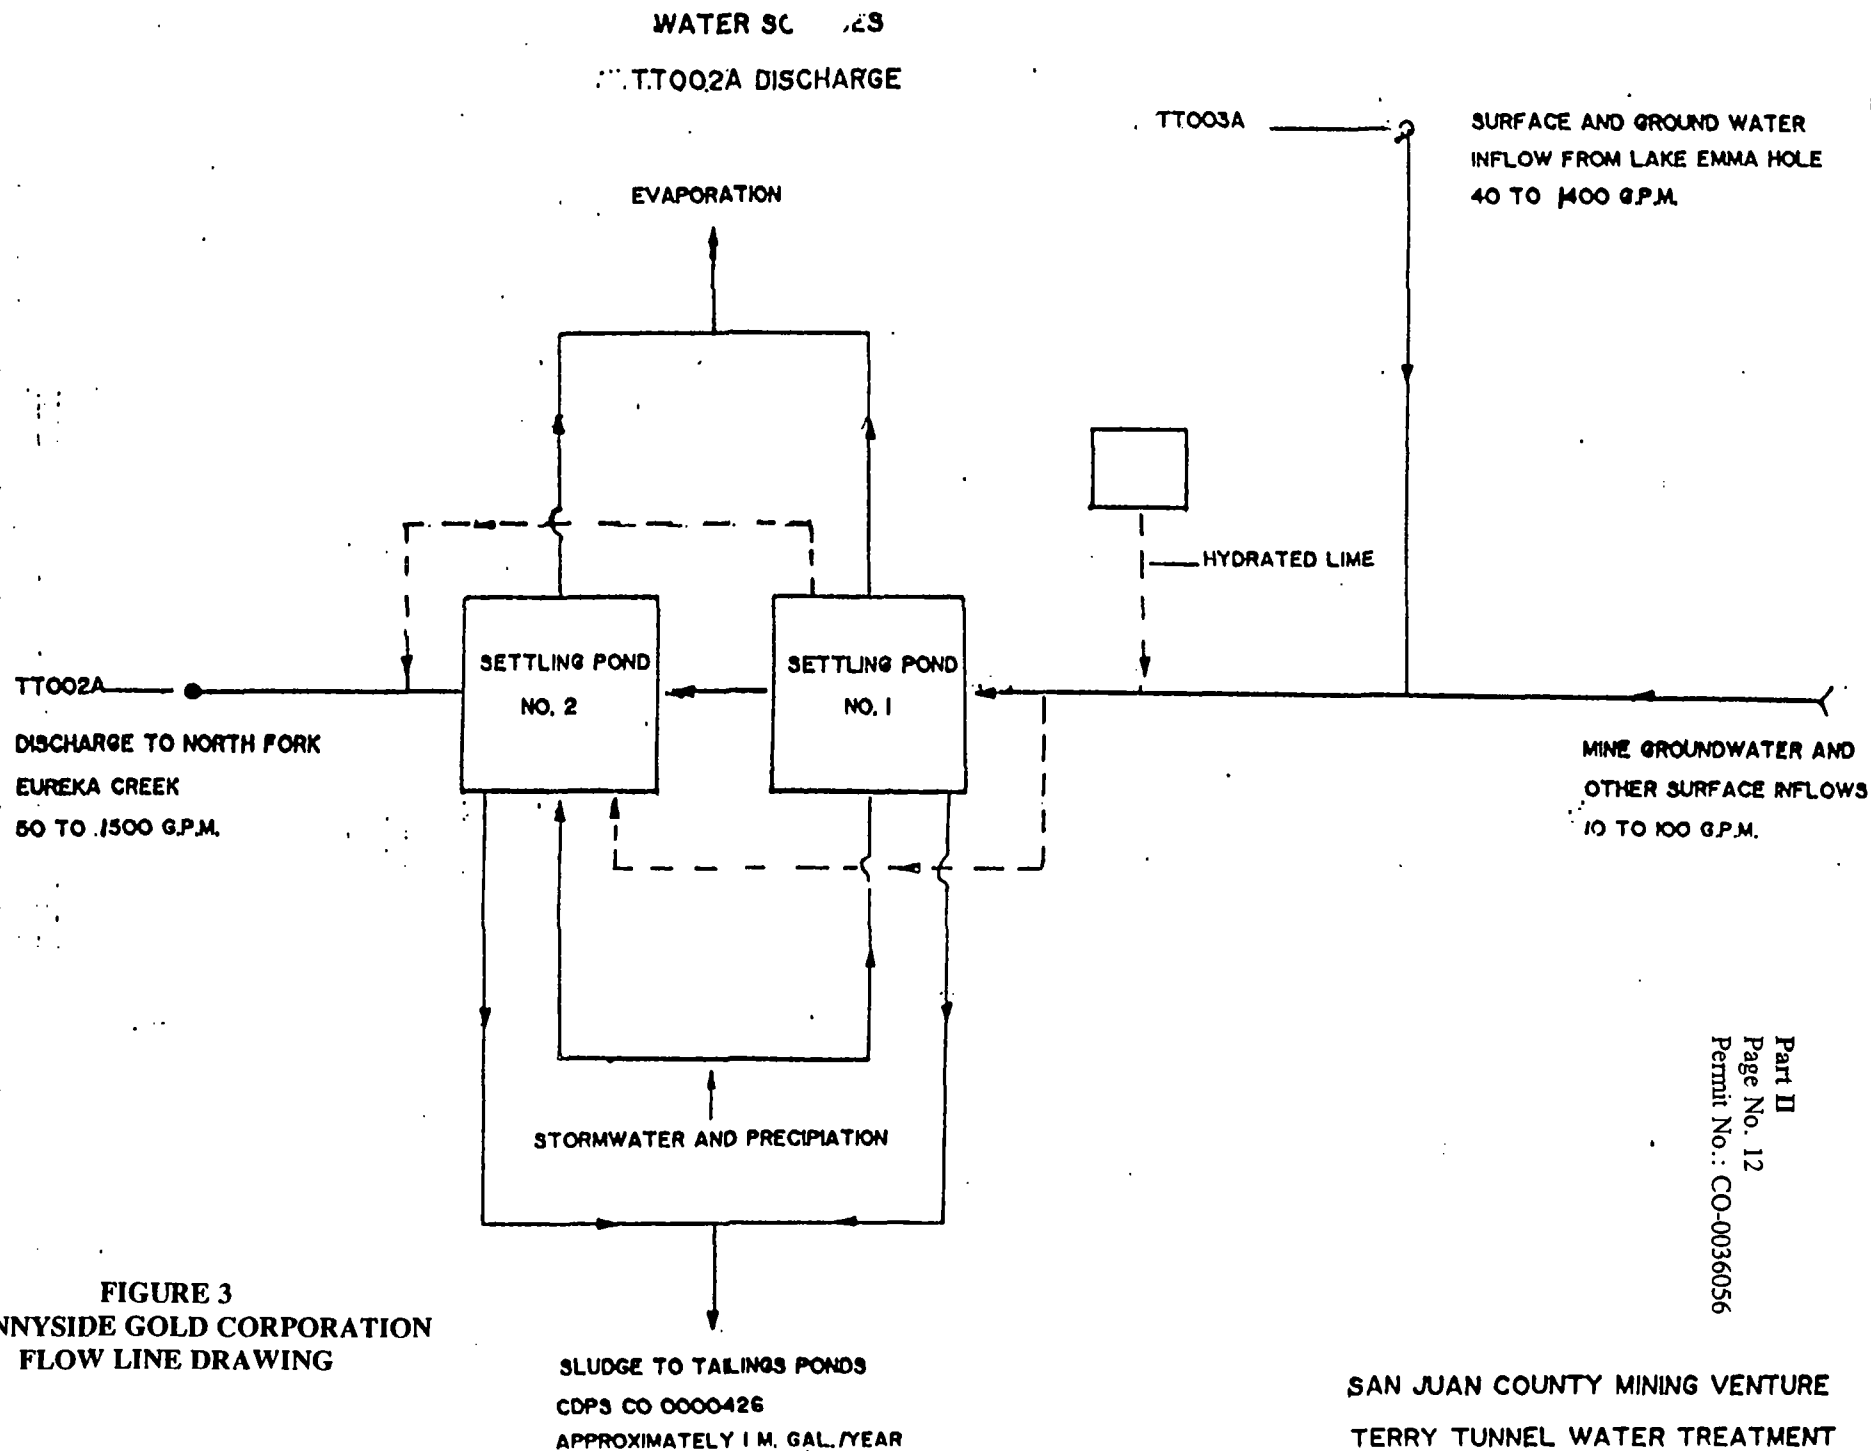 WATER
TT002A DISCHARGE
TT003A
SURFACE AND GROUND WATER
INFLOW FROM LAKE EMMA HOLE
40 TO 1400 G.P.M.
EVAPORATION
HYDRATED LIME
SETTLING POND
NO. 2
SETTLING POND
NO. 1
TT002A
DISCHARGE TO NORTH FORK
EUREKA CREEK
50 TO 1500 G.P.M.
MINE GROUNDWATER AND
OTHER SURFACE INFLOWS
10 TO 100 G.P.M.
STORMWATER AND PRECIPIATION
Part II
Page No. 12
Permit No.: CO-0036056
FIGURE 3
NNYSIDE GOLD CORPORATION
FLOW LINE DRAWING
SLUDGE TO TAILINGS PONDS
CDPS CO 0000426
APPROXIMATELY 1 M. GAL./YEAR
SAN JUAN COUNTY MINING VENTURE
TERRY TUNNEL WATER TREATMENT